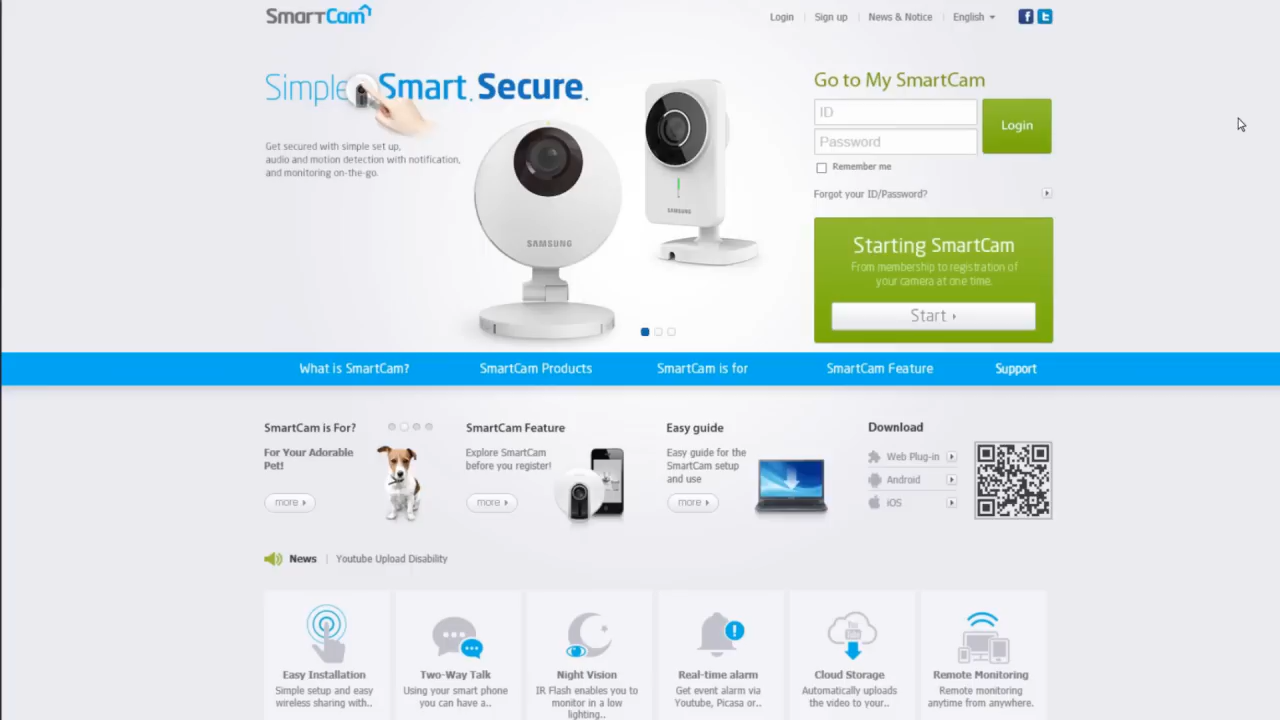 SmartCam
Login
Sign up
News & Notice
English
Simple. Smart. Secure.
Get secured with simple set up,
audio and motion detection with notification,
and monitoring on-the-go.
SAMSUNG
SAMSUNG
Go to My SmartCam
ID
Password
Login
Remember me
Forgot your ID/Password?
Starting SmartCam
From membership to registration of
your camera at one time.
Start
What is SmartCam?
SmartCam Products
SmartCam is for
SmartCam Feature
Support
SmartCam is For?
For Your Adorable
Pet!
more
SmartCam Feature
Explore SmartCam
before you register!
more
Easy guide
Easy guide for the
SmartCam setup
and use
more
Download
Web Plug-in
Android
iOS
News
Youtube Upload Disability
Easy Installation
Simple setup and easy
wireless sharing with..
Two-Way Talk
Using your smart phone
you can have a..
Night Vision
IR Flash enables you to
monitor in a low
lighting..
Real-time alarm
Get event alarm via
Youtube, Picasa or..
You
Tube
Cloud Storage
Automatically uploads
the video to your..
Remote Monitoring
Remote monitoring
anytime from anywhere.